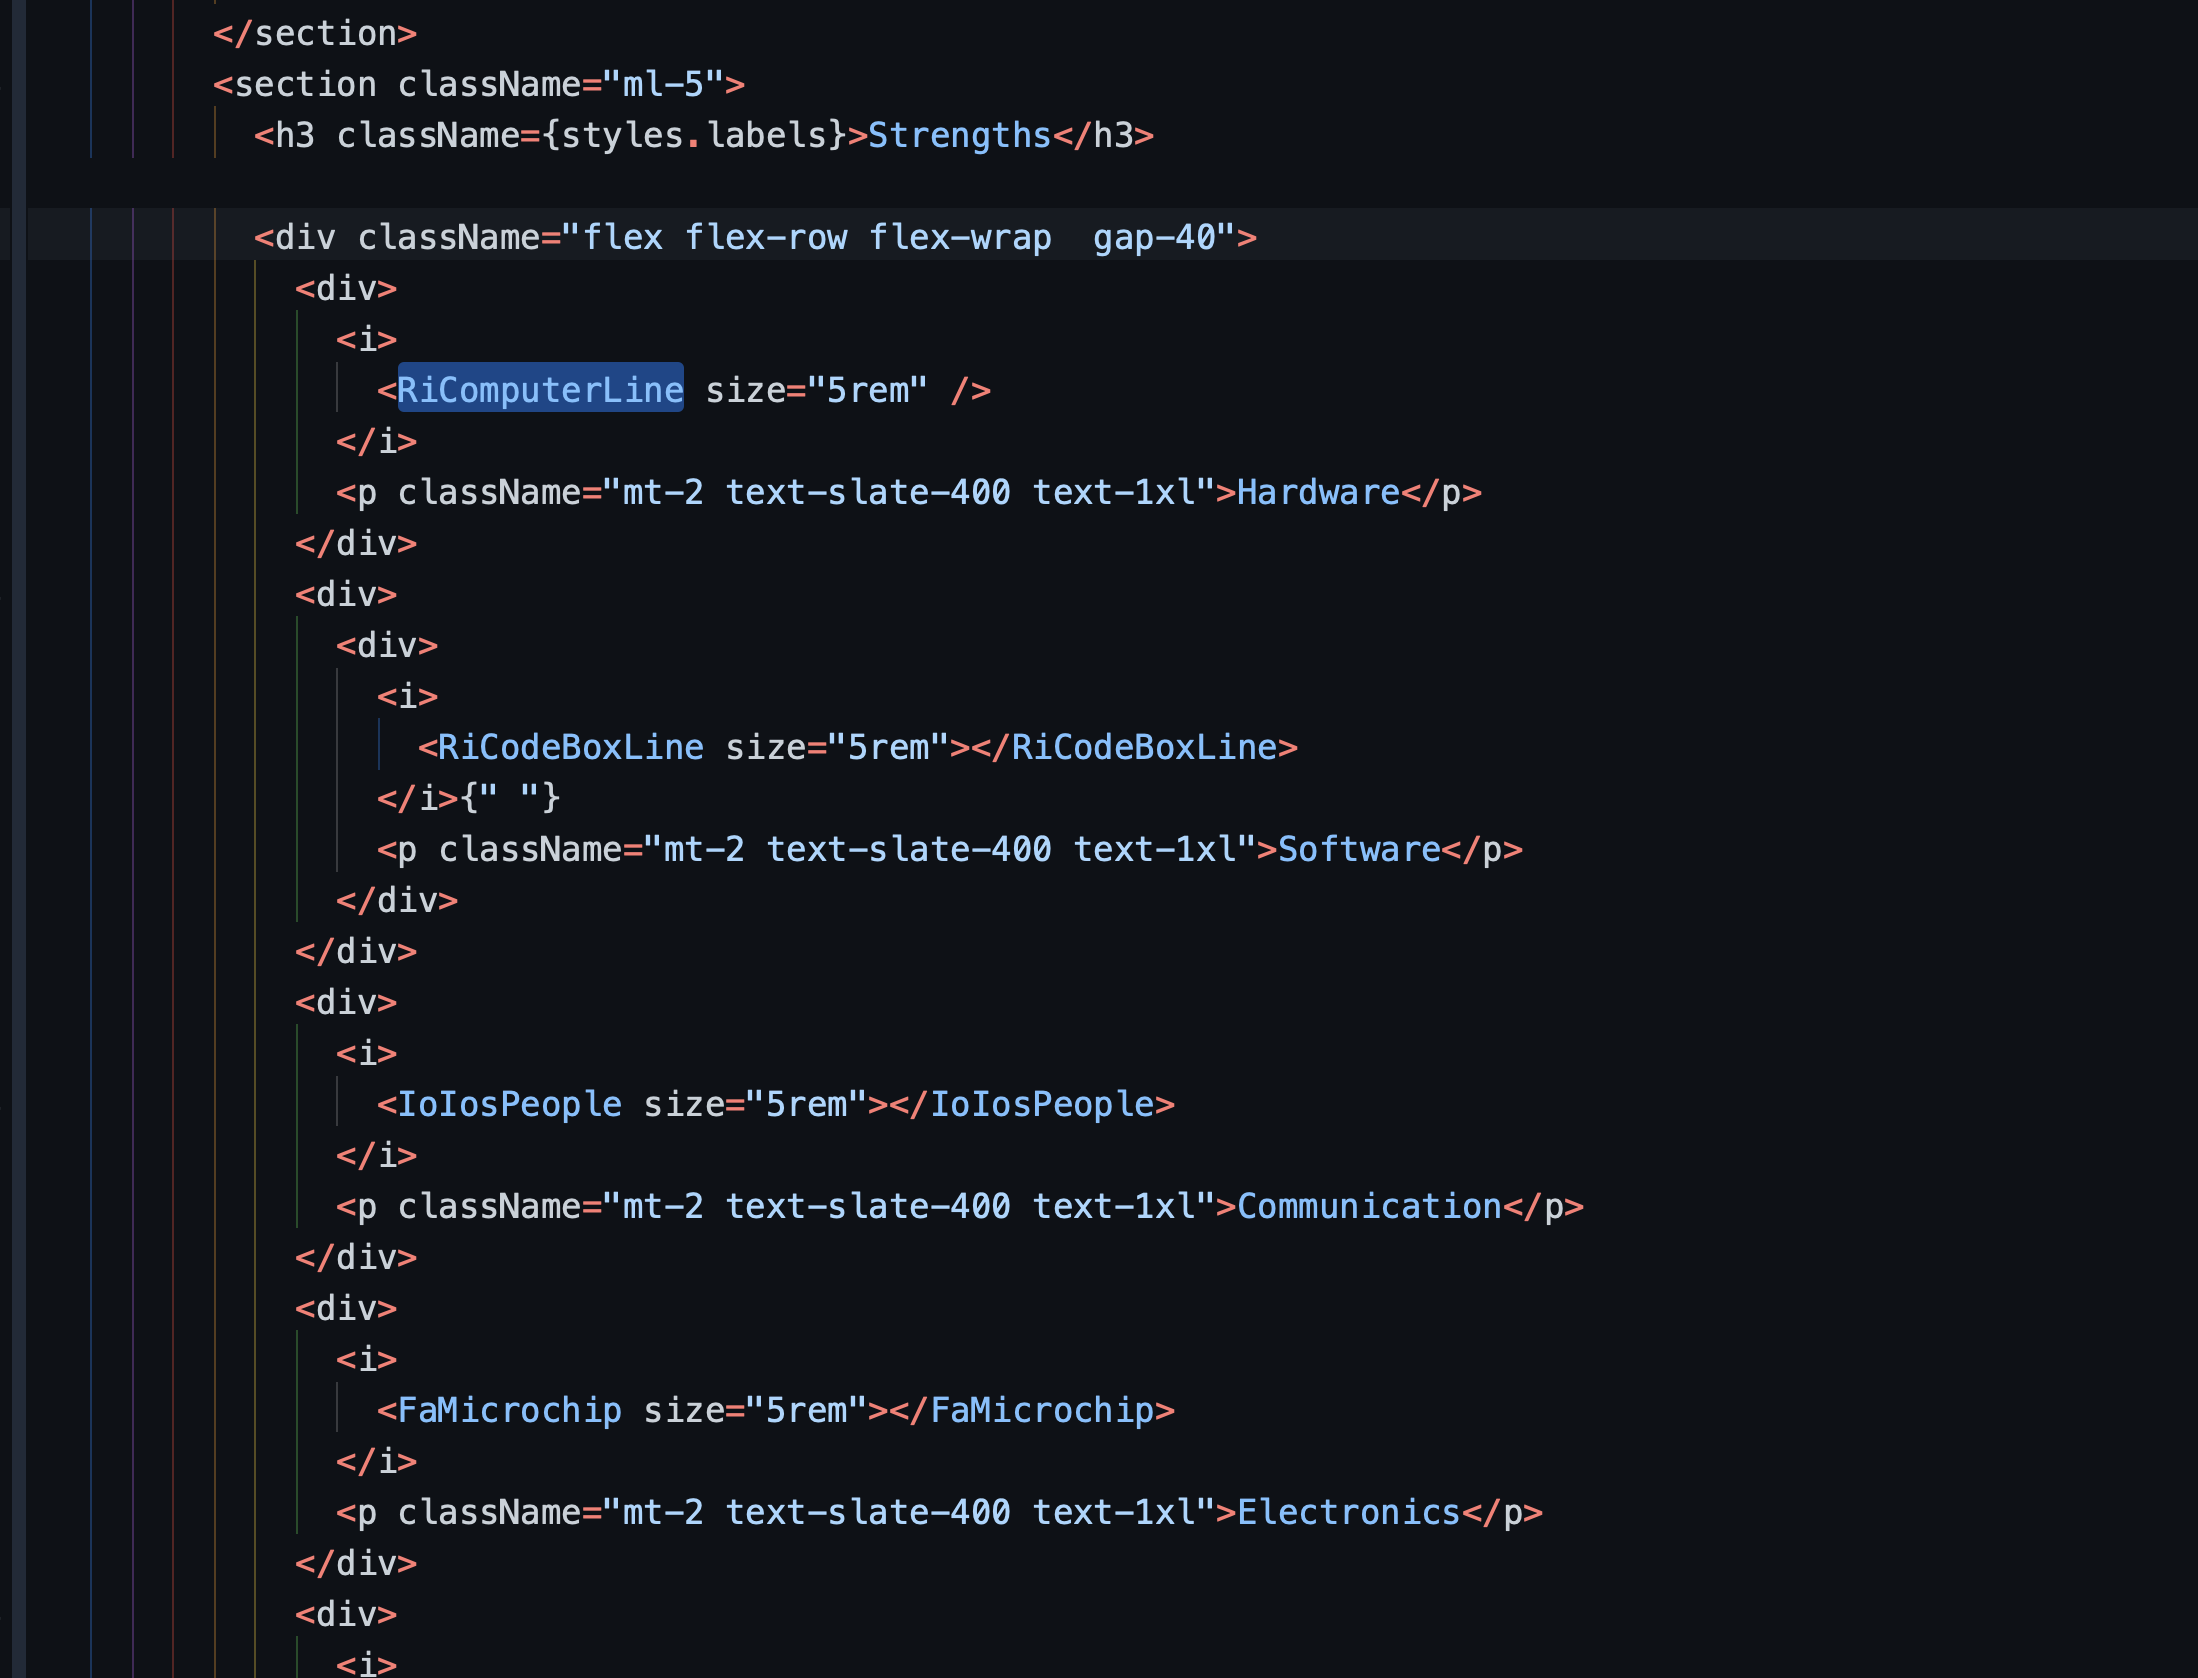 </section>
<section className="ml-5">
<h3 className={styles.labels}>Strengths</h3>
<div className="flex flex-row flex-wrap  gap-40">
<div>
<i>
<RiComputerLine size="5rem" />
</i>
<p className="mt-2 text-slate-400 text-1xl">Hardware</p>
</div>
<div>
<div>
<i>
<RiCodeBoxLine size="5rem"></RiCodeBoxLine>
</i>{" "}
<p className="mt-2 text-slate-400 text-1xl">Software</p>
</div>
</div>
<div>
<i>
<IoIosPeople size="5rem"></IoIosPeople>
</i>
<p className="mt-2 text-slate-400 text-1xl">Communication</p>
</div>
<div>
<i>
<FaMicrochip size="5rem"></FaMicrochip>
</i>
<p className="mt-2 text-slate-400 text-1xl">Electronics</p>
</div>
<div>
<i>